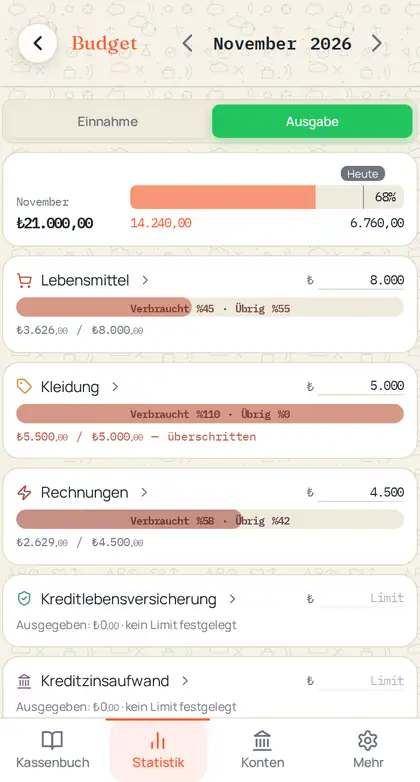 Budget
November 2026
Einnahme
Ausgabe
Heute
November
68%
₺21.000,00
14.240,00
6.760,00
Lebensmittel
₺ 8.000
Verbraucht %45 · Übrig %55
₺3.626,00 / ₺8.000,00
Kleidung
₺ 5.000
Verbraucht %110 · Übrig %0
₺5.500,00 / ₺5.000,00 — überschritten
Rechnungen
₺ 4.500
Verbraucht %58 · Übrig %42
₺2.629,00 / ₺4.500,00
Kreditlebensversicherung
₺ Limit
Ausgegeben: ₺0,00 · kein Limit festgelegt
Kreditzinsaufwand
₺ Limit
Ausgegeben: ₺0,00 · kein Limit festgelegt
Kassenbuch
Statistik
Konten
Mehr